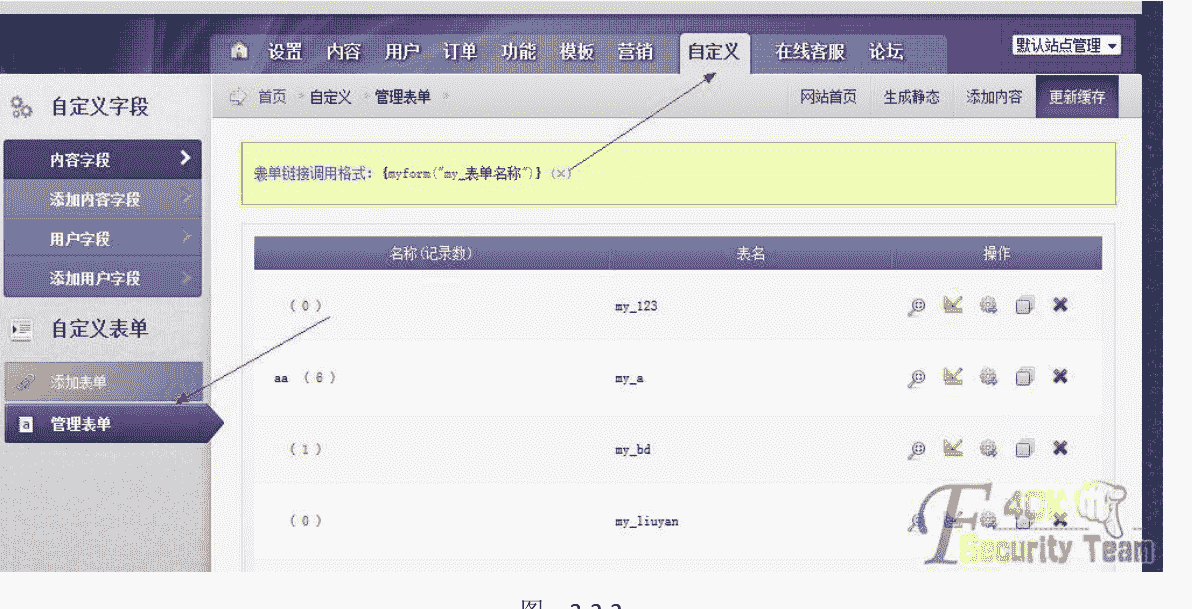 设置 内容 用户 订单 功能 模板 营销 自定义 在线客服 论坛 默认站点管理
自定义字段
首页 自定义 管理表单 网站首页 生成静态 添加内容 更新缓存
内容字段
添加内容字段
用户字段
添加用户字段
自定义表单
添加表单
a 管理表单
表单链接调用格式：{myform("my_表单名称")} (×)
名称(记录数) 表名 操作
(0) my_123
aa (6) my_a
(1) my_bd
(0) my_liuyan
F4CK
Security Team